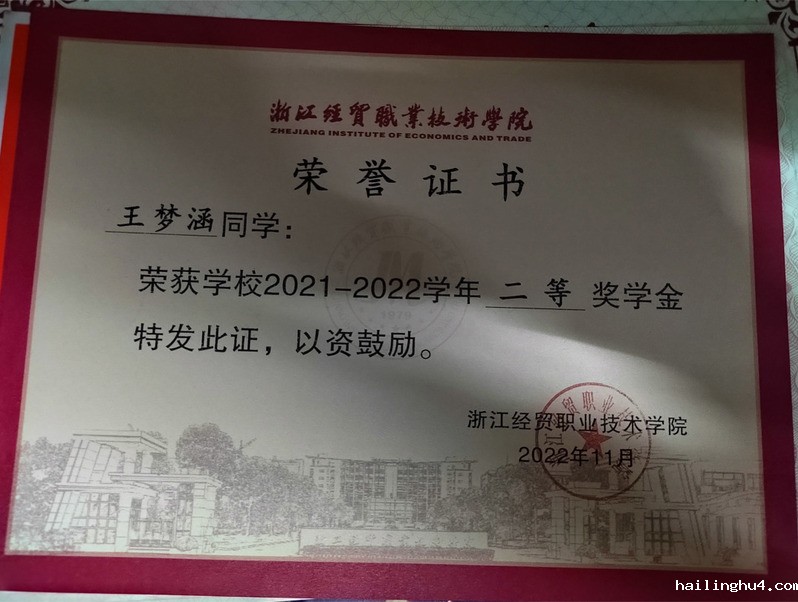 浙江经贸職業技術學院
ZHEJIANG INSTITUTE OF ECONOMICS AND TRADE
荣誉证书
王梦涵同学：
荣获学校2021-2022学年 二等 奖学金
特发此证，以资鼓励。
浙江经贸职业技术学院
2022年11月
1979
hailinghu4.com